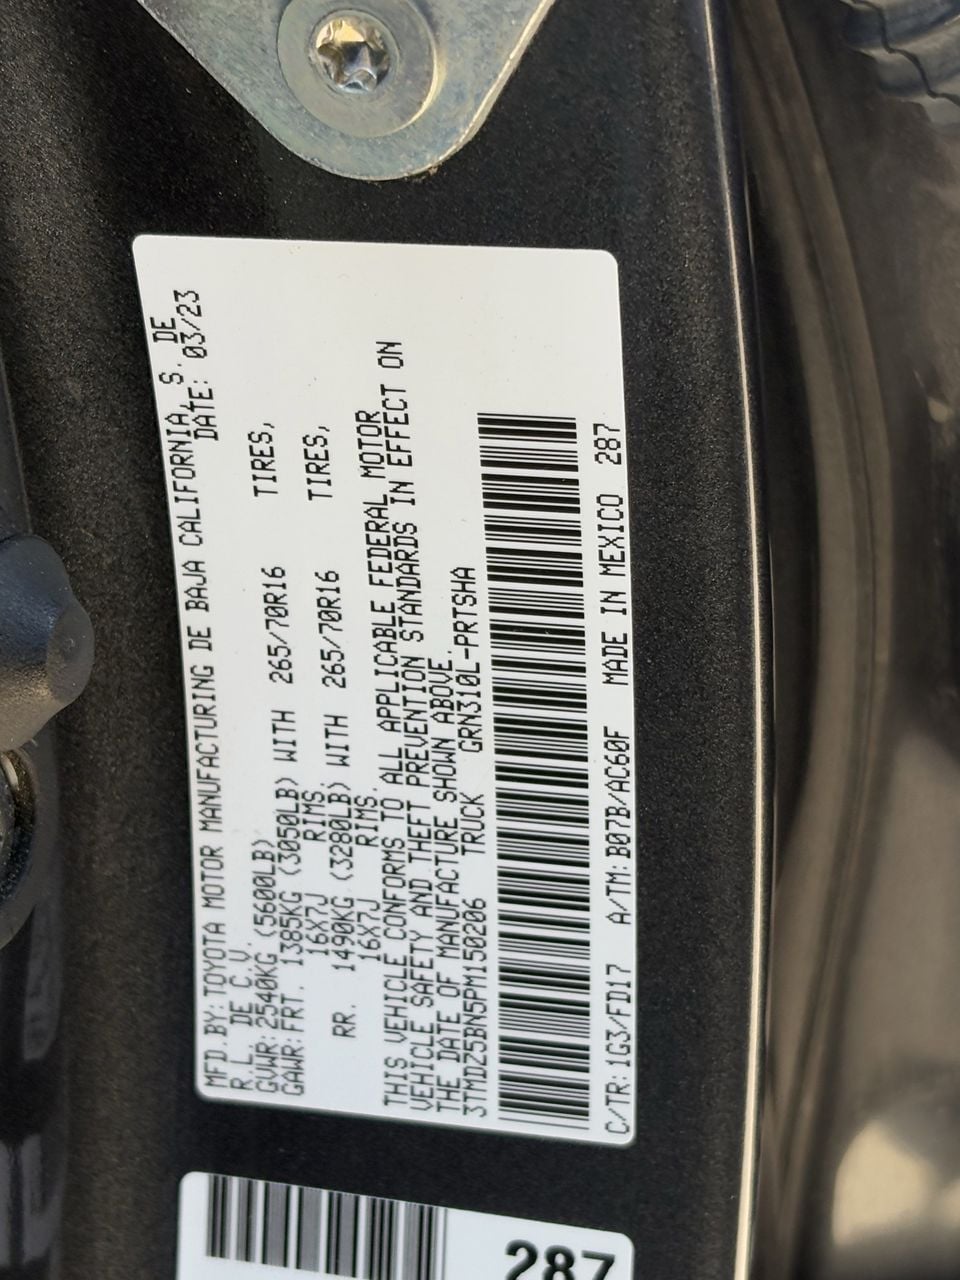 MFD.BY:TOYOTA MOTOR MANUFACTURING DE BAJA CALIFORNIA, S. DE
R.L. DE C.V. DATE: 03/23
GVWR:2540KG (5600LB)
GAWR:FRT. 1385KG (3050LB) WITH 265/70R16 TIRES,
16X7J RIMS.
RR. 1490KG (3280LB) WITH 265/70R16 TIRES,
16X7J RIMS.
THIS VEHICLE CONFORMS TO ALL APPLICABLE FEDERAL MOTOR
VEHICLE SAFETY AND THEFT PREVENTION STANDARDS IN EFFECT ON
THE DATE OF MANUFACTURE SHOWN ABOVE.
3TMDZ5BN5PM150206 TRUCK GRN310L-PRTSHA
C/TR:1G3/FD17 A/TM:B07B/AC60F MADE IN MEXICO 287
287